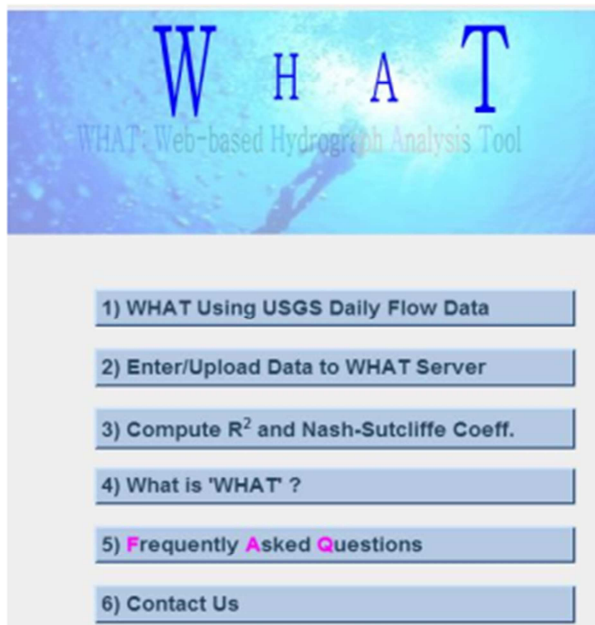 W H A T
WHAT: Web-based Hydrograph Analysis Tool
1) WHAT Using USGS Daily Flow Data
2) Enter/Upload Data to WHAT Server
3) Compute R² and Nash-Sutcliffe Coeff.
4) What is 'WHAT' ?
5) Frequently Asked Questions
6) Contact Us